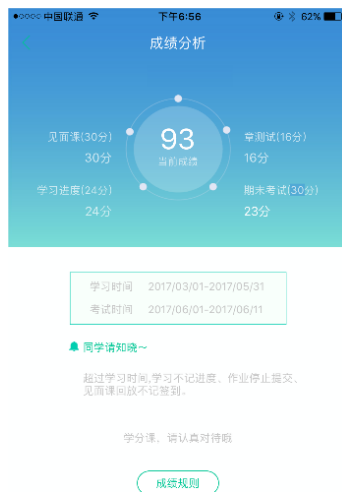 中国联通 下午6:56 62%
成绩分析
93
当前成绩
见面课(30分)
30分
章测试(16分)
16分
学习进度(24分)
24分
期末考试(30分)
23分
学习时间 2017/03/01-2017/05/31
考试时间 2017/06/01-2017/06/11
同学请知晓~
超过学习时间,学习不记进度、作业停止提交、
见面课回放不记签到。
学分课，请认真对待哦
成绩规则